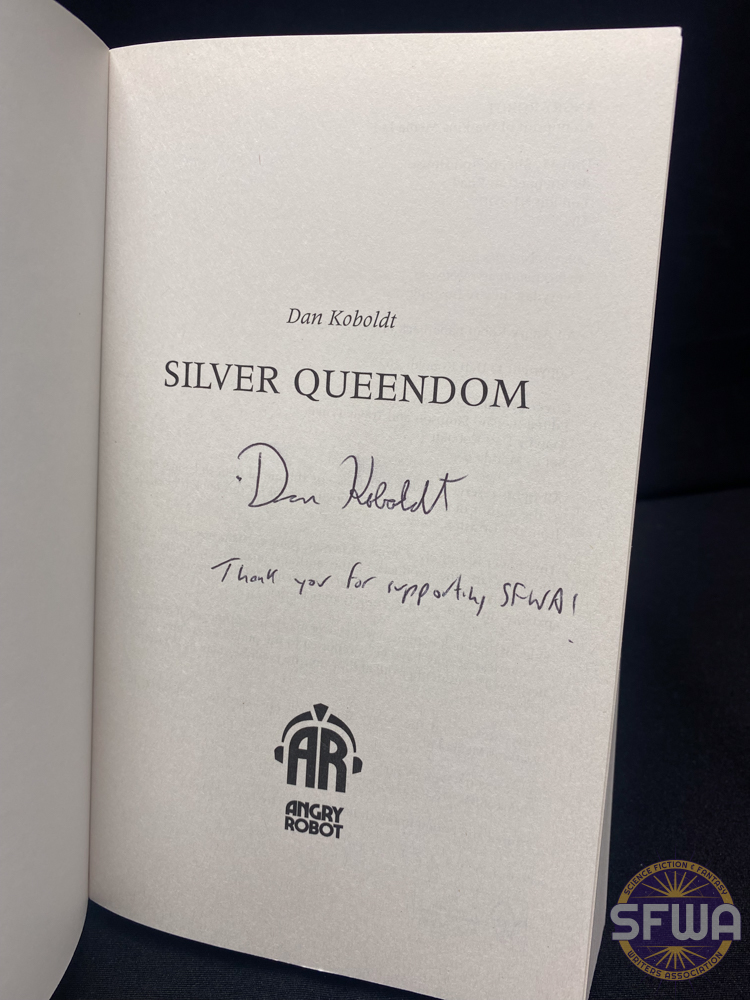 Dan Koboldt
SILVER QUEENDOM
Dan Koboldt
Thank you for supporting SFWA!
AR
ANGRY
ROBOT
SCIENCE FICTION & FANTASY
SFWA
WRITERS ASSOCIATION